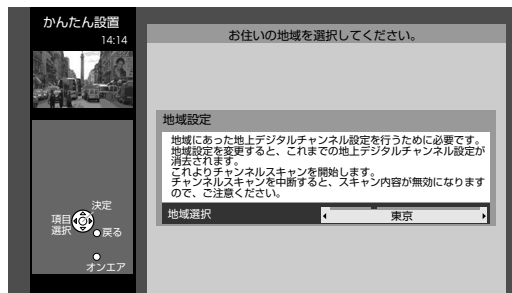 かんたん設置
14:14
お住いの地域を選択してください。
地域設定
地域にあった地上デジタルチャンネル設定を行うために必要です。
地域設定を変更すると、これまでの地上デジタルチャンネル設定が
消去されます。
これよりチャンネルスキャンを開始します。
チャンネルスキャンを中断すると、スキャン内容が無効になります
ので、ご注意ください。
地域選択
東京
決定
項目
選択
戻る
オンエア